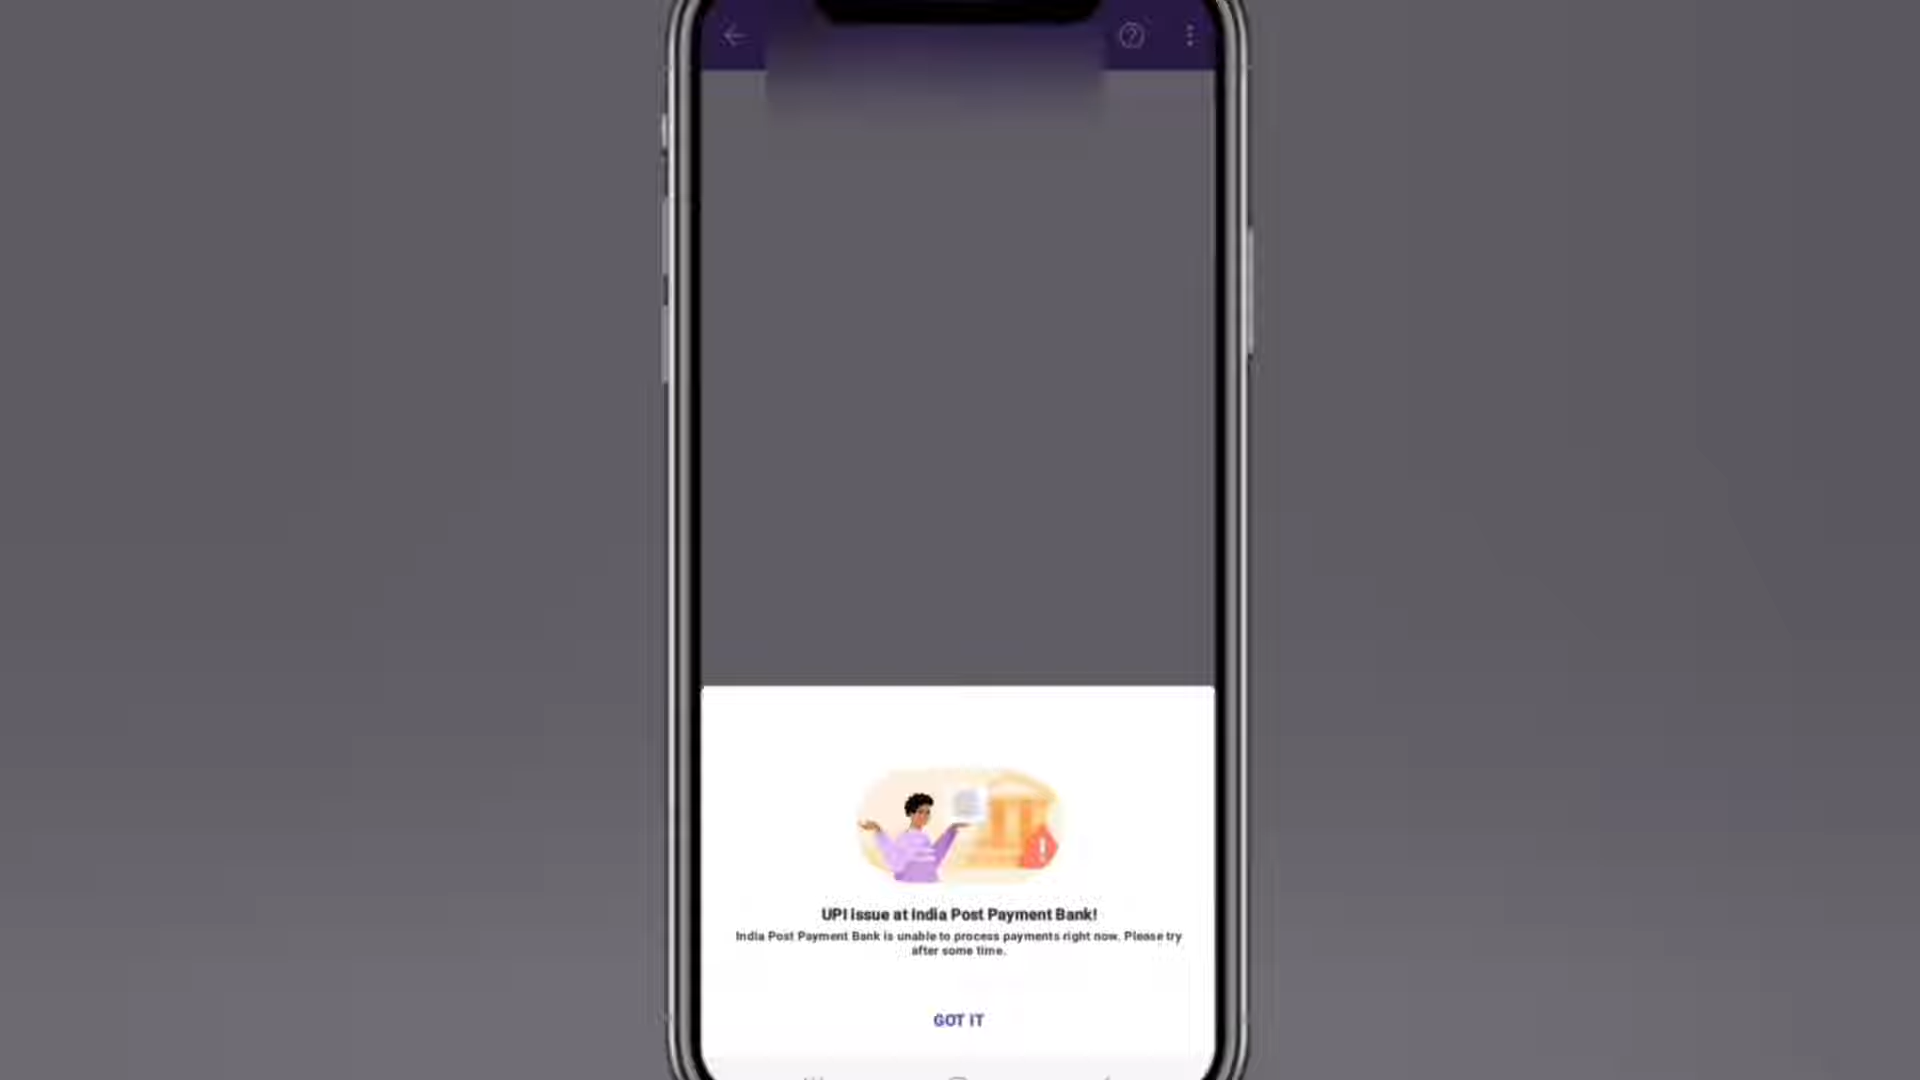 UPI issue at India Post Payment Bank!
India Post Payment Bank is unable to process payments right now. Please try
after some time.
GOT IT